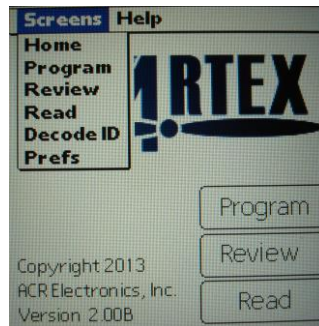 Screens Help
Home
Program
Review
Read
Decode ID
Prefs
ARTEX
Program
Review
Read
Copyright 2013
ACR Electronics, Inc.
Version 2.00B